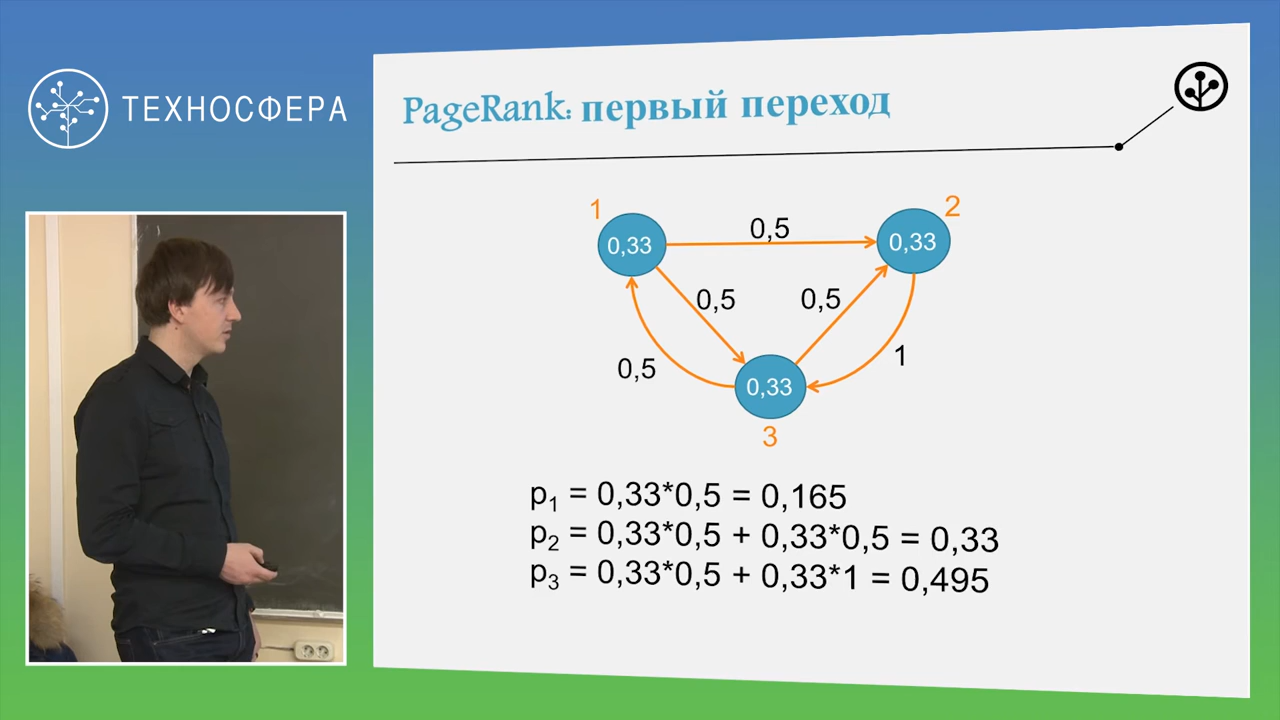 ТЕХНОСФЕРА
PageRank: первый переход
1
2
0,33
0,5
0,33
0,5
0,5
0,5
1
0,33
3
p₁ = 0,33*0,5 = 0,165
p₂ = 0,33*0,5 + 0,33*0,5 = 0,33
p₃ = 0,33*0,5 + 0,33*1 = 0,495